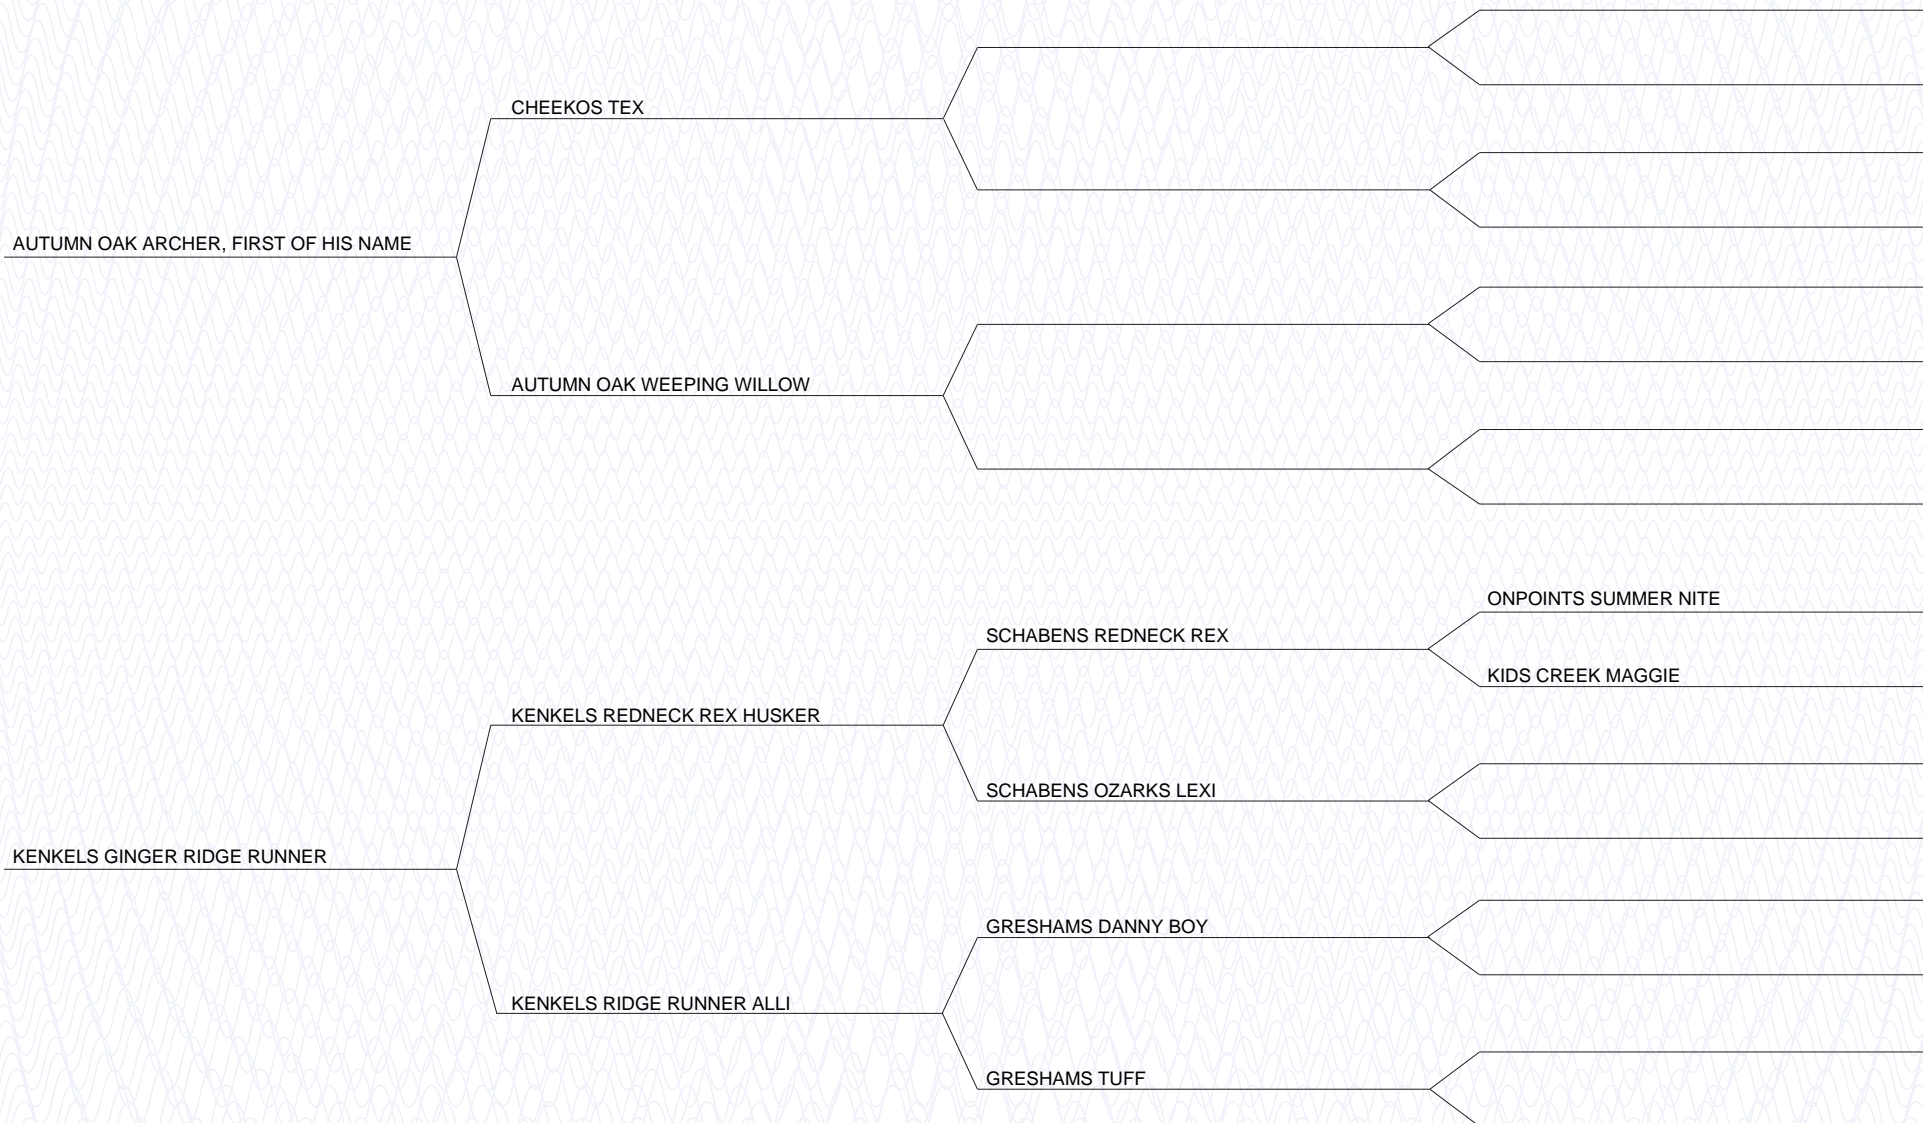 CHEEKOS TEX
AUTUMN OAK ARCHER, FIRST OF HIS NAME
AUTUMN OAK WEEPING WILLOW
ONPOINTS SUMMER NITE
SCHABENS REDNECK REX
KIDS CREEK MAGGIE
KENKELS REDNECK REX HUSKER
SCHABENS OZARKS LEXI
KENKELS GINGER RIDGE RUNNER
GRESHAMS DANNY BOY
KENKELS RIDGE RUNNER ALLI
GRESHAMS TUFF